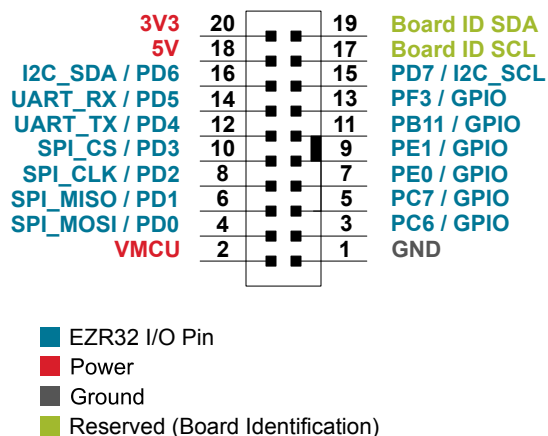 3V3 20 19 Board ID SDA
5V 18 17 Board ID SCL
I2C_SDA / PD6 16 15 PD7 / I2C_SCL
UART_RX / PD5 14 13 PF3 / GPIO
UART_TX / PD4 12 11 PB11 / GPIO
SPI_CS / PD3 10 9 PE1 / GPIO
SPI_CLK / PD2 8 7 PE0 / GPIO
SPI_MISO / PD1 6 5 PC7 / GPIO
SPI_MOSI / PD0 4 3 PC6 / GPIO
VMCU 2 1 GND
EZR32 I/O Pin
Power
Ground
Reserved (Board Identification)